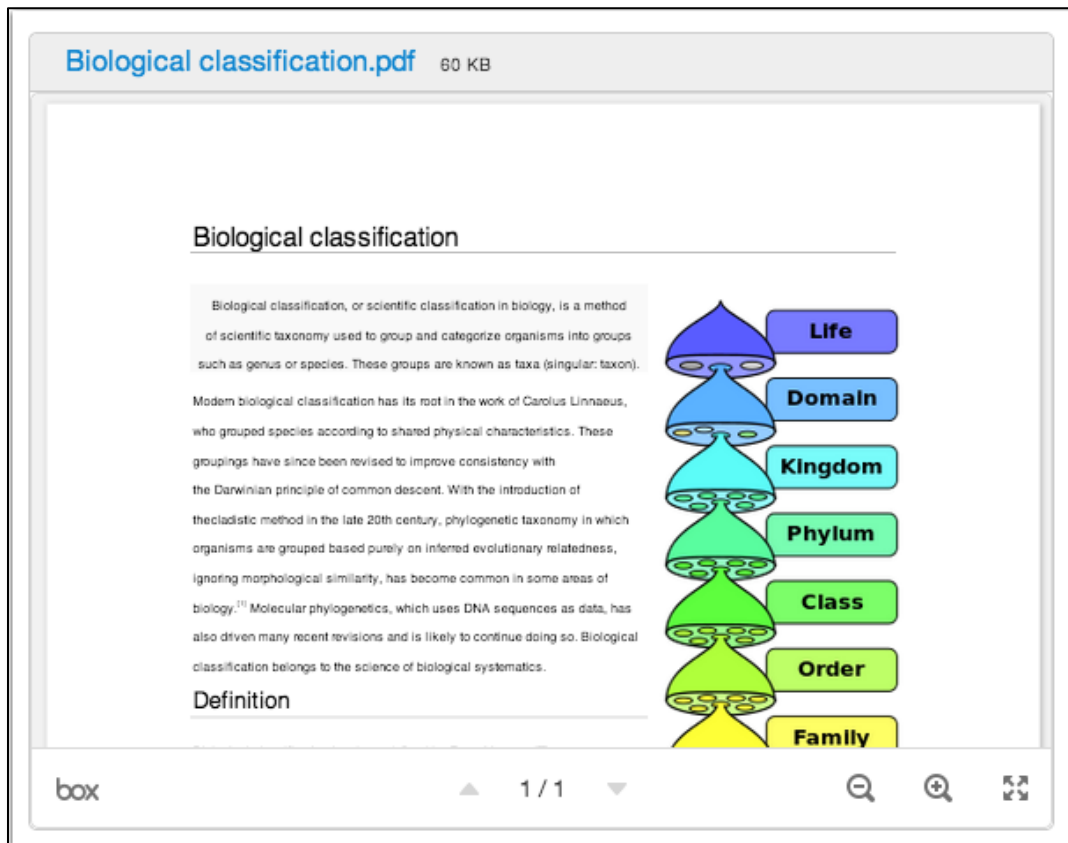 Biological classification.pdf 60 KB
Biological classification
Biological classification, or scientific classification in biology, is a method
of scientific taxonomy used to group and categorize organisms into groups
such as genus or species. These groups are known as taxa (singular: taxon).
Modern biological classification has its root in the work of Carolus Linnaeus,
who grouped species according to shared physical characteristics. These
groupings have since been revised to improve consistency with
the Darwinian principle of common descent. With the introduction of
thecladistic method in the late 20th century, phylogenetic taxonomy in which
organisms are grouped based purely on inferred evolutionary relatedness,
ignoring morphological similarity, has become common in some areas of
biology.[1] Molecular phylogenetics, which uses DNA sequences as data, has
also driven many recent revisions and is likely to continue doing so. Biological
classification belongs to the science of biological systematics.
Definition
Life
Domain
Kingdom
Phylum
Class
Order
Family
box
1 / 1